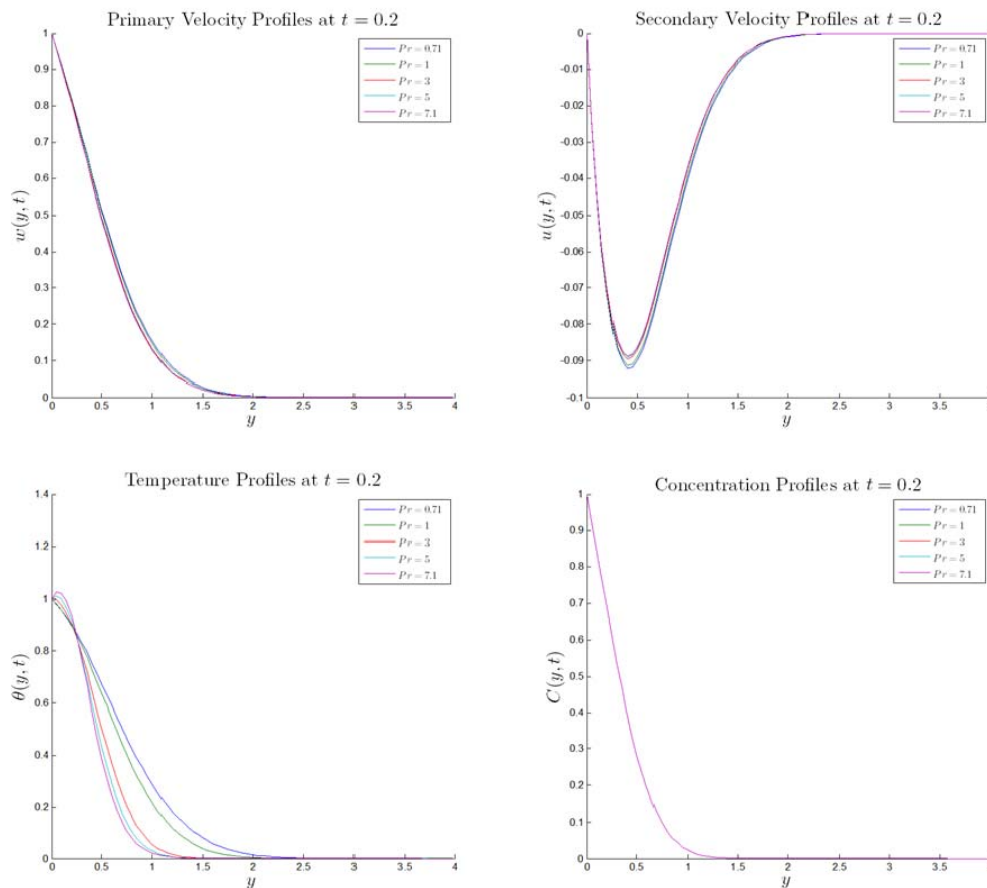 Primary Velocity Profiles at t = 0.2
1
0.9
0.8
0.7
0.6
0.5
0.4
0.3
0.2
0.1
0
w(y, t)
0 0.5 1 1.5 2 2.5 3 3.5 4
y
Pr = 0.71
Pr = 1
Pr = 3
Pr = 5
Pr = 7.1
Secondary Velocity Profiles at t = 0.2
0
-0.01
-0.02
-0.03
-0.04
-0.05
-0.06
-0.07
-0.08
-0.09
-0.1
u(y, t)
0 0.5 1 1.5 2 2.5 3 3.5
y
Pr = 0.71
Pr = 1
Pr = 3
Pr = 5
Pr = 7.1
Temperature Profiles at t = 0.2
1.4
1.2
1
0.8
0.6
0.4
0.2
0
θ(y, t)
0 0.5 1 1.5 2 2.5 3 3.5 4
y
Pr = 0.71
Pr = 1
Pr = 3
Pr = 5
Pr = 7.1
Concentration Profiles at t = 0.2
1
0.9
0.8
0.7
0.6
0.5
0.4
0.3
0.2
0.1
0
C(y, t)
0 0.5 1 1.5 2 2.5 3 3.5
y
Pr = 0.71
Pr = 1
Pr = 3
Pr = 5
Pr = 7.1